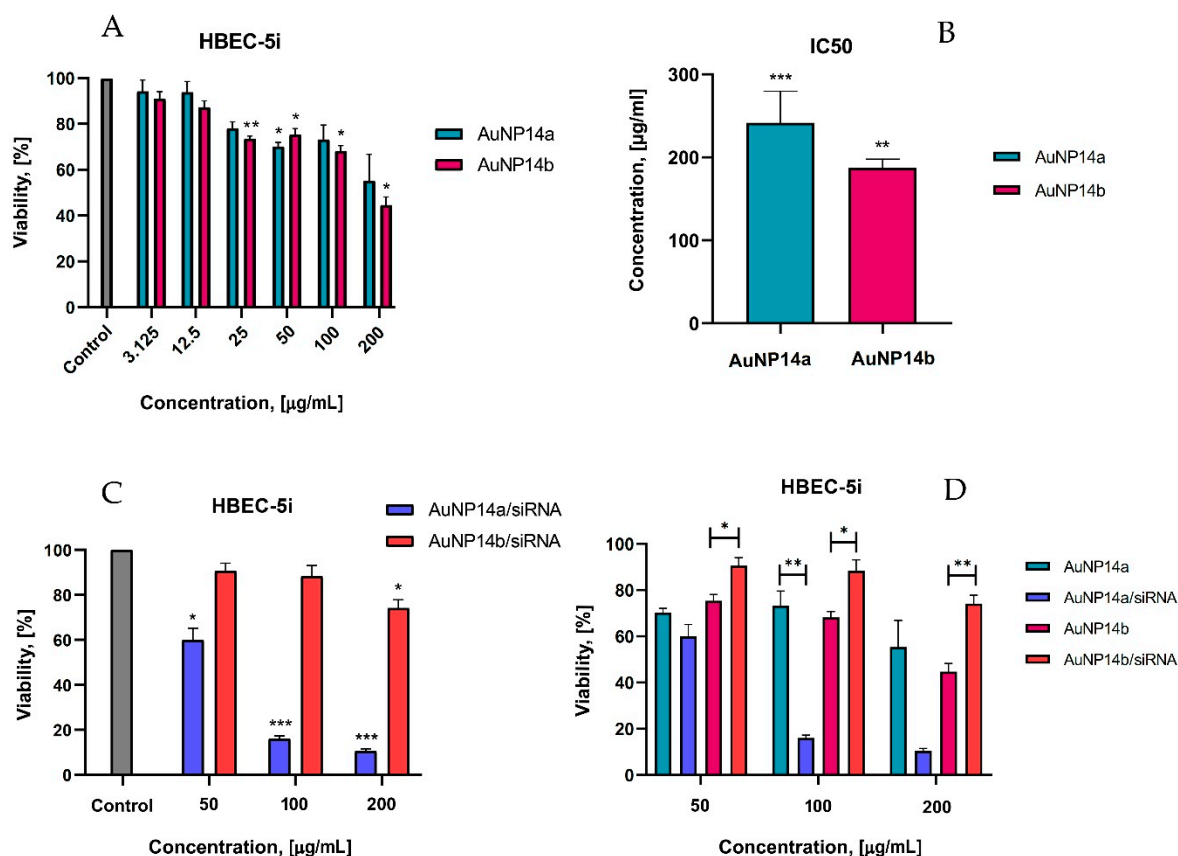 A
HBEC-5i
Viability, [%]
100
80
60
40
20
0
** * * * *
Control 3.125 12.5 25 50 100 200
Concentration, [µg/mL]
AuNP14a
AuNP14b
B
IC50
Concentration, [µg/ml]
300
200
100
0
***
**
AuNP14a AuNP14b
AuNP14a
AuNP14b
C
HBEC-5i
Viability, [%]
100
80
60
40
20
0
* *** *** *
Control 50 100 200
Concentration, [µg/mL]
AuNP14a/siRNA
AuNP14b/siRNA
D
HBEC-5i
Viability, [%]
100
80
60
40
20
0
* ** * **
50 100 200
Concentration, [µg/mL]
AuNP14a
AuNP14a/siRNA
AuNP14b
AuNP14b/siRNA